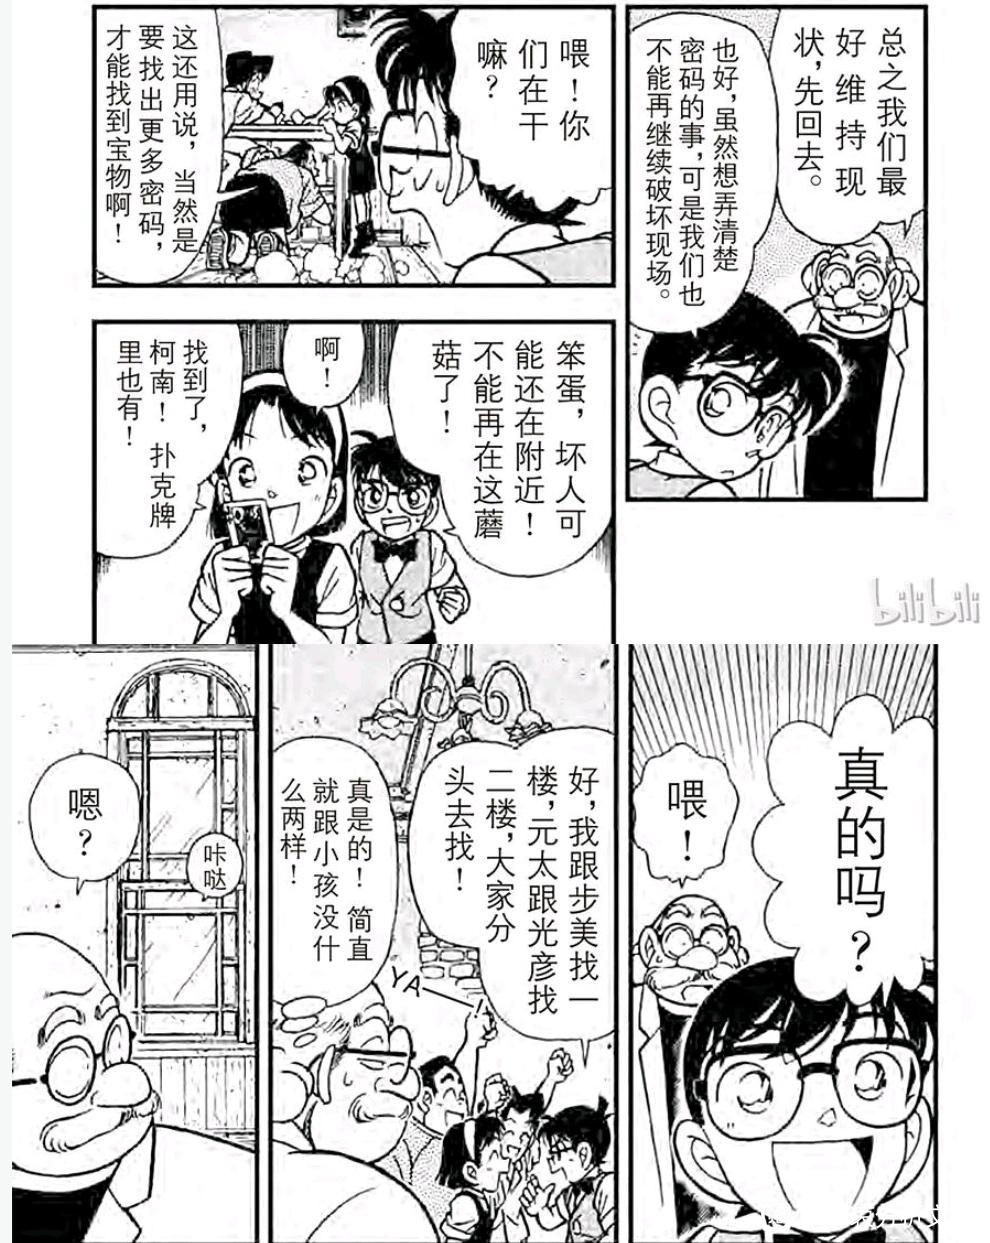 总之我们最
好维持现
状，先回去。
也好，虽然想弄清楚
密码的事，可是我们也
不能再继续破坏现场。
喂！你
们在干
嘛？
这还用说，当然是
要找出更多密码，
才能找到宝物啊！
笨蛋，坏人可
能还在附近！
不能再在这蘑
菇了！
啊！
找到了，
柯南！扑克牌
里也有！
bilibili
真的吗？
喂！
好，我跟步美找一
楼，元太跟光彦找
二楼，大家分
头去找！
YA——！
真是的！简直
就跟小孩没什
么两样！
咔哒
嗯？